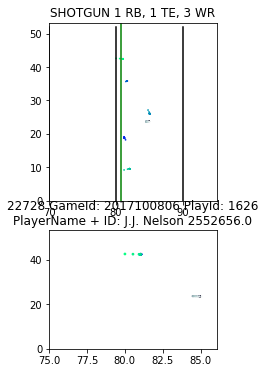 SHOTGUN 1 RB, 1 TE, 3 WR
50
40
30
20
10
0
70 80 90
22728 GameId: 2017100806 PlayId: 1626
PlayerName + ID: J.J. Nelson 2552656.0
40
20
0
75.0 77.5 80.0 82.5 85.0